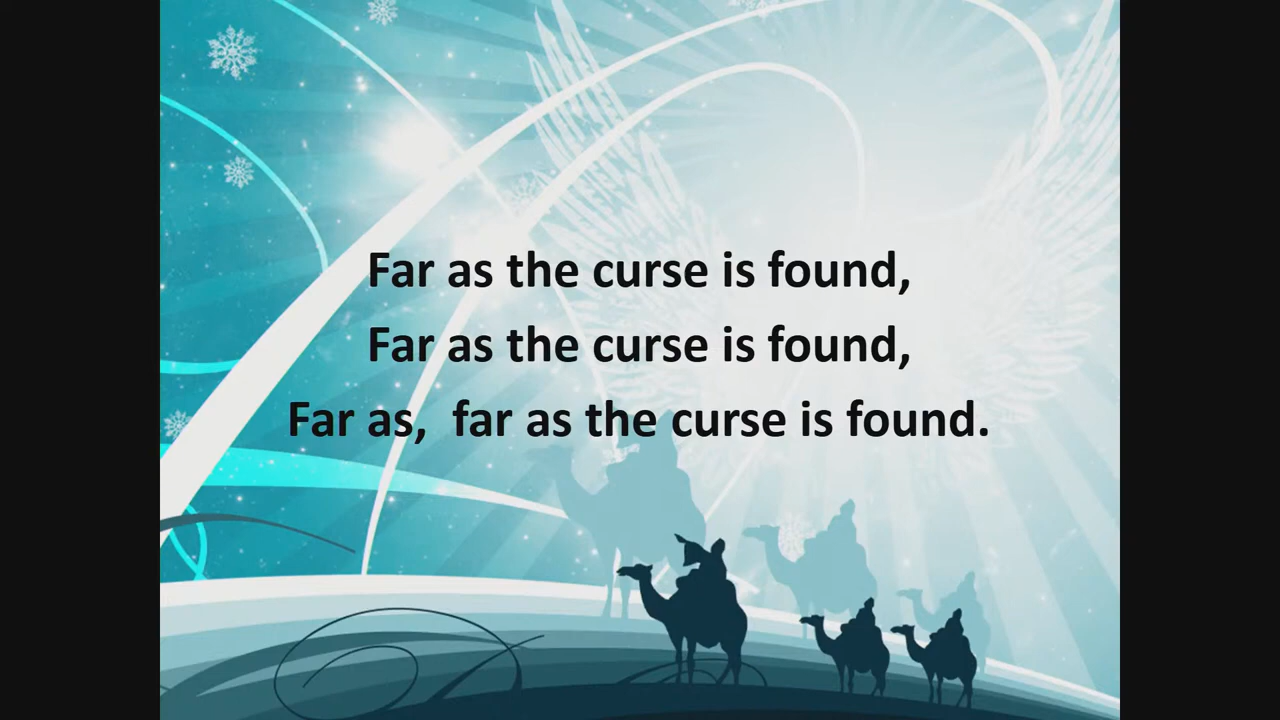 Far as the curse is found,
Far as the curse is found,
Far as,  far as the curse is found.